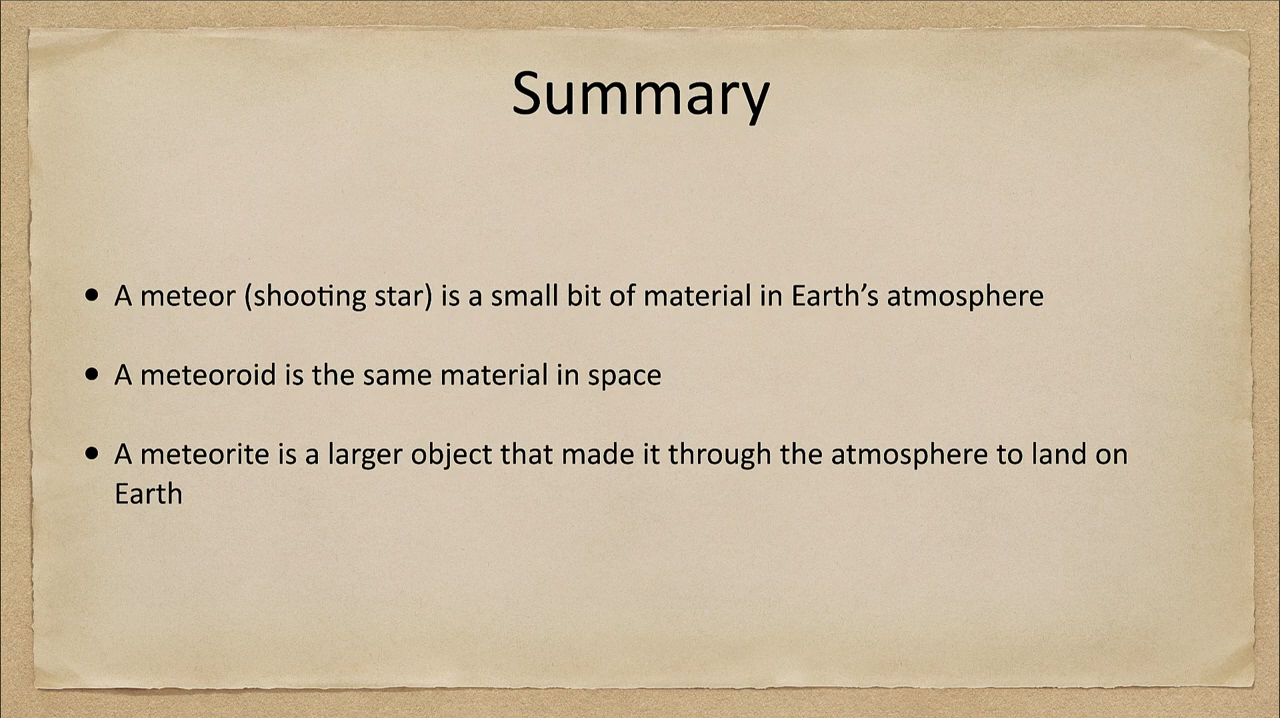 Summary
• A meteor (shooting star) is a small bit of material in Earth’s atmosphere
• A meteoroid is the same material in space
• A meteorite is a larger object that made it through the atmosphere to land on
Earth